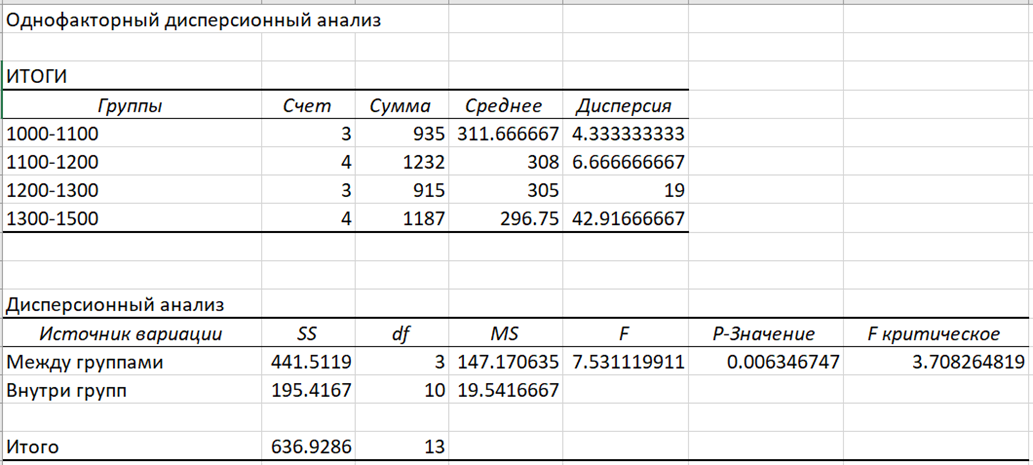 Однофакторный дисперсионный анализ
ИТОГИ
Группы Счет Сумма Среднее Дисперсия
1000-1100 3 935 311.666667 4.333333333
1100-1200 4 1232 308 6.666666667
1200-1300 3 915 305 19
1300-1500 4 1187 296.75 42.91666667
Дисперсионный анализ
Источник вариации SS df MS F P-Значение F критическое
Между группами 441.5119 3 147.170635 7.531119911 0.006346747 3.708264819
Внутри групп 195.4167 10 19.5416667
Итого 636.9286 13